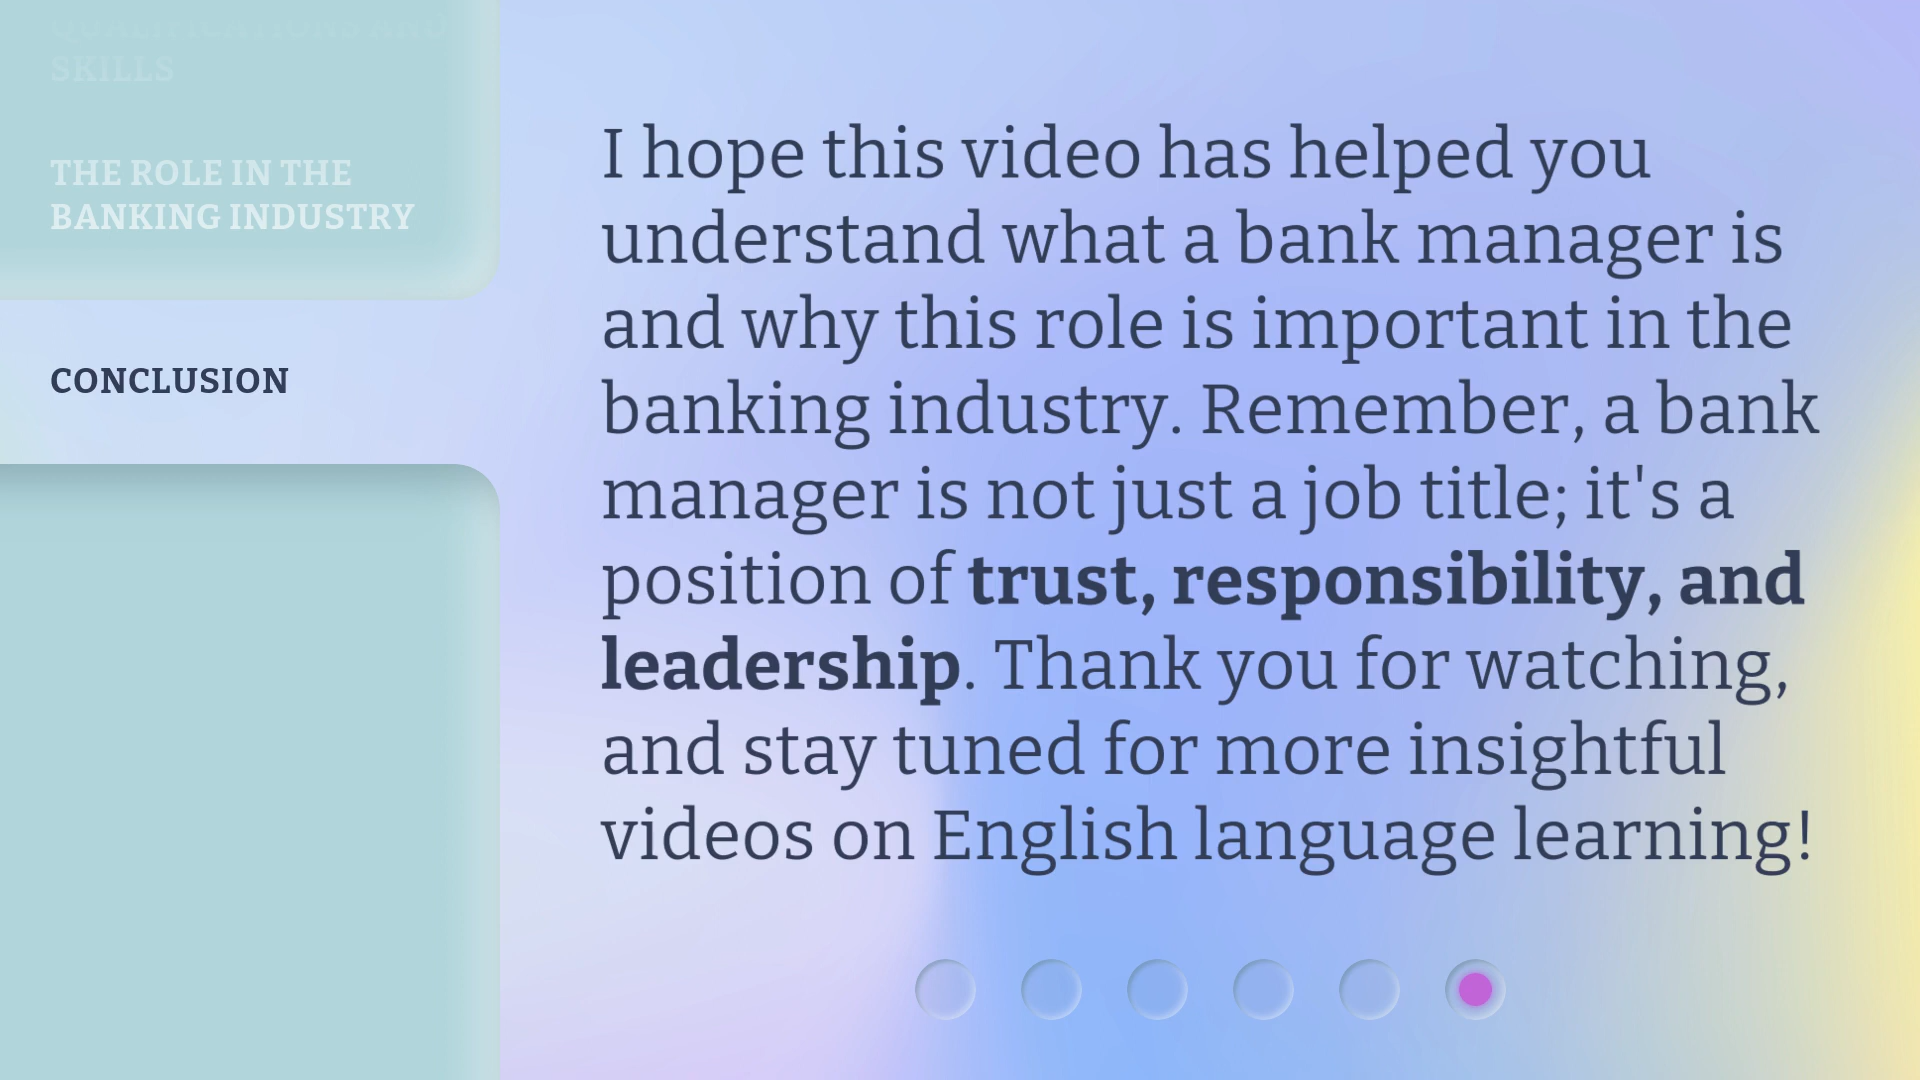 QUALIFICATIONS AND
SKILLS
THE ROLE IN THE
BANKING INDUSTRY
CONCLUSION
I hope this video has helped you
understand what a bank manager is
and why this role is important in the
banking industry. Remember, a bank
manager is not just a job title; it's a
position of trust, responsibility, and
leadership. Thank you for watching,
and stay tuned for more insightful
videos on English language learning!